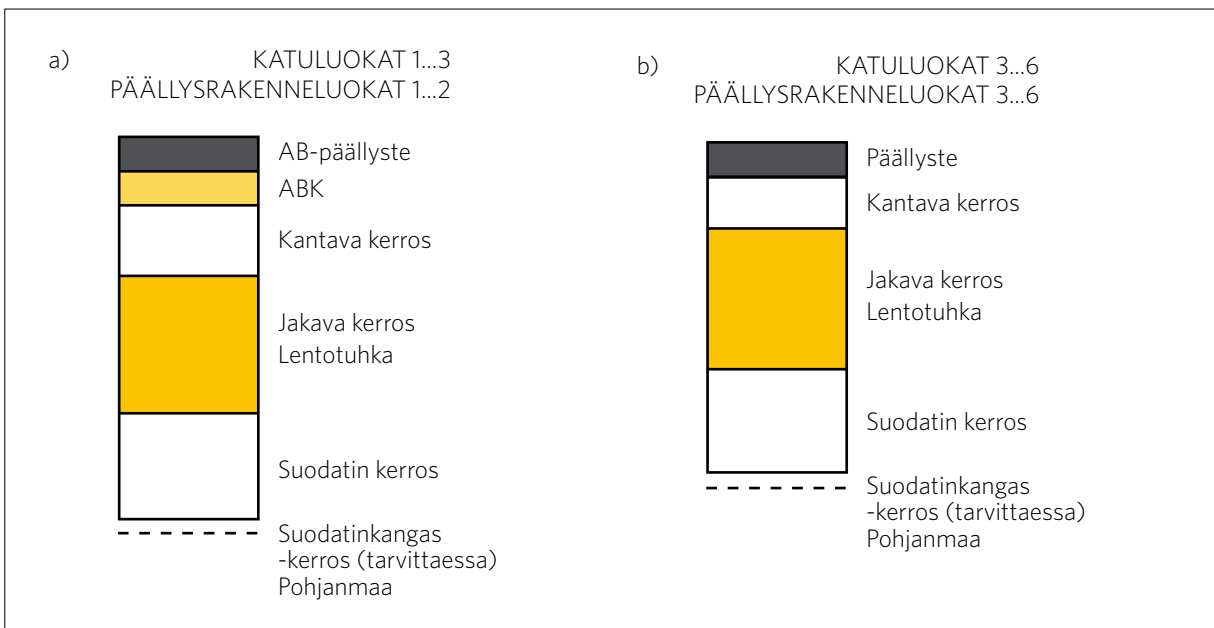 a)
KATULUOKAT 1...3
PÄÄLLYSRAKENNELUOKAT 1...2
AB-päällyste
ABK
Kantava kerros
Jakava kerros
Lentotuhka
Suodatin kerros
Suodatinkangas
-kerros (tarvittaessa)
Pohjanmaa
b)
KATULUOKAT 3...6
PÄÄLLYSRAKENNELUOKAT 3...6
Päällyste
Kantava kerros
Jakava kerros
Lentotuhka
Suodatin kerros
Suodatinkangas
-kerros (tarvittaessa)
Pohjanmaa